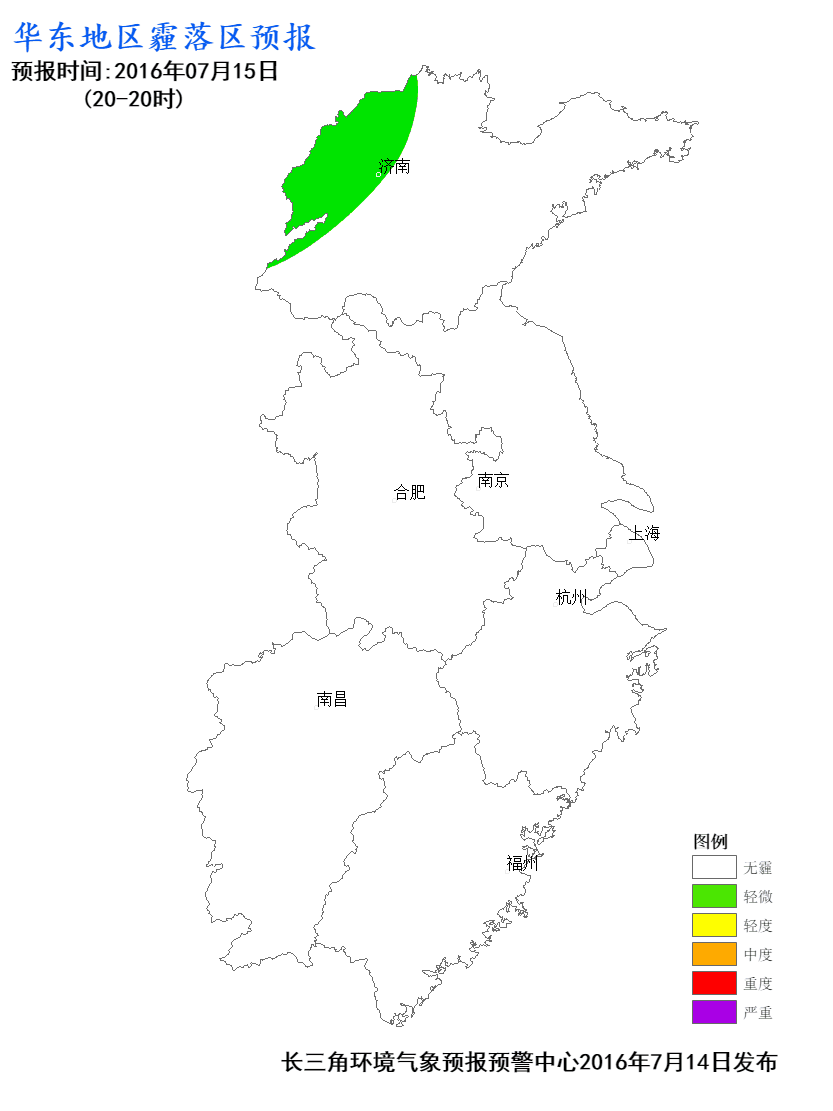 华东地区霾落区预报
预报时间:2016年07月15日
(20-20时)
济南
南京
合肥
上海
杭州
南昌
福州
图例
无霾
轻微
轻度
中度
重度
严重
长三角环境气象预报预警中心2016年7月14日发布